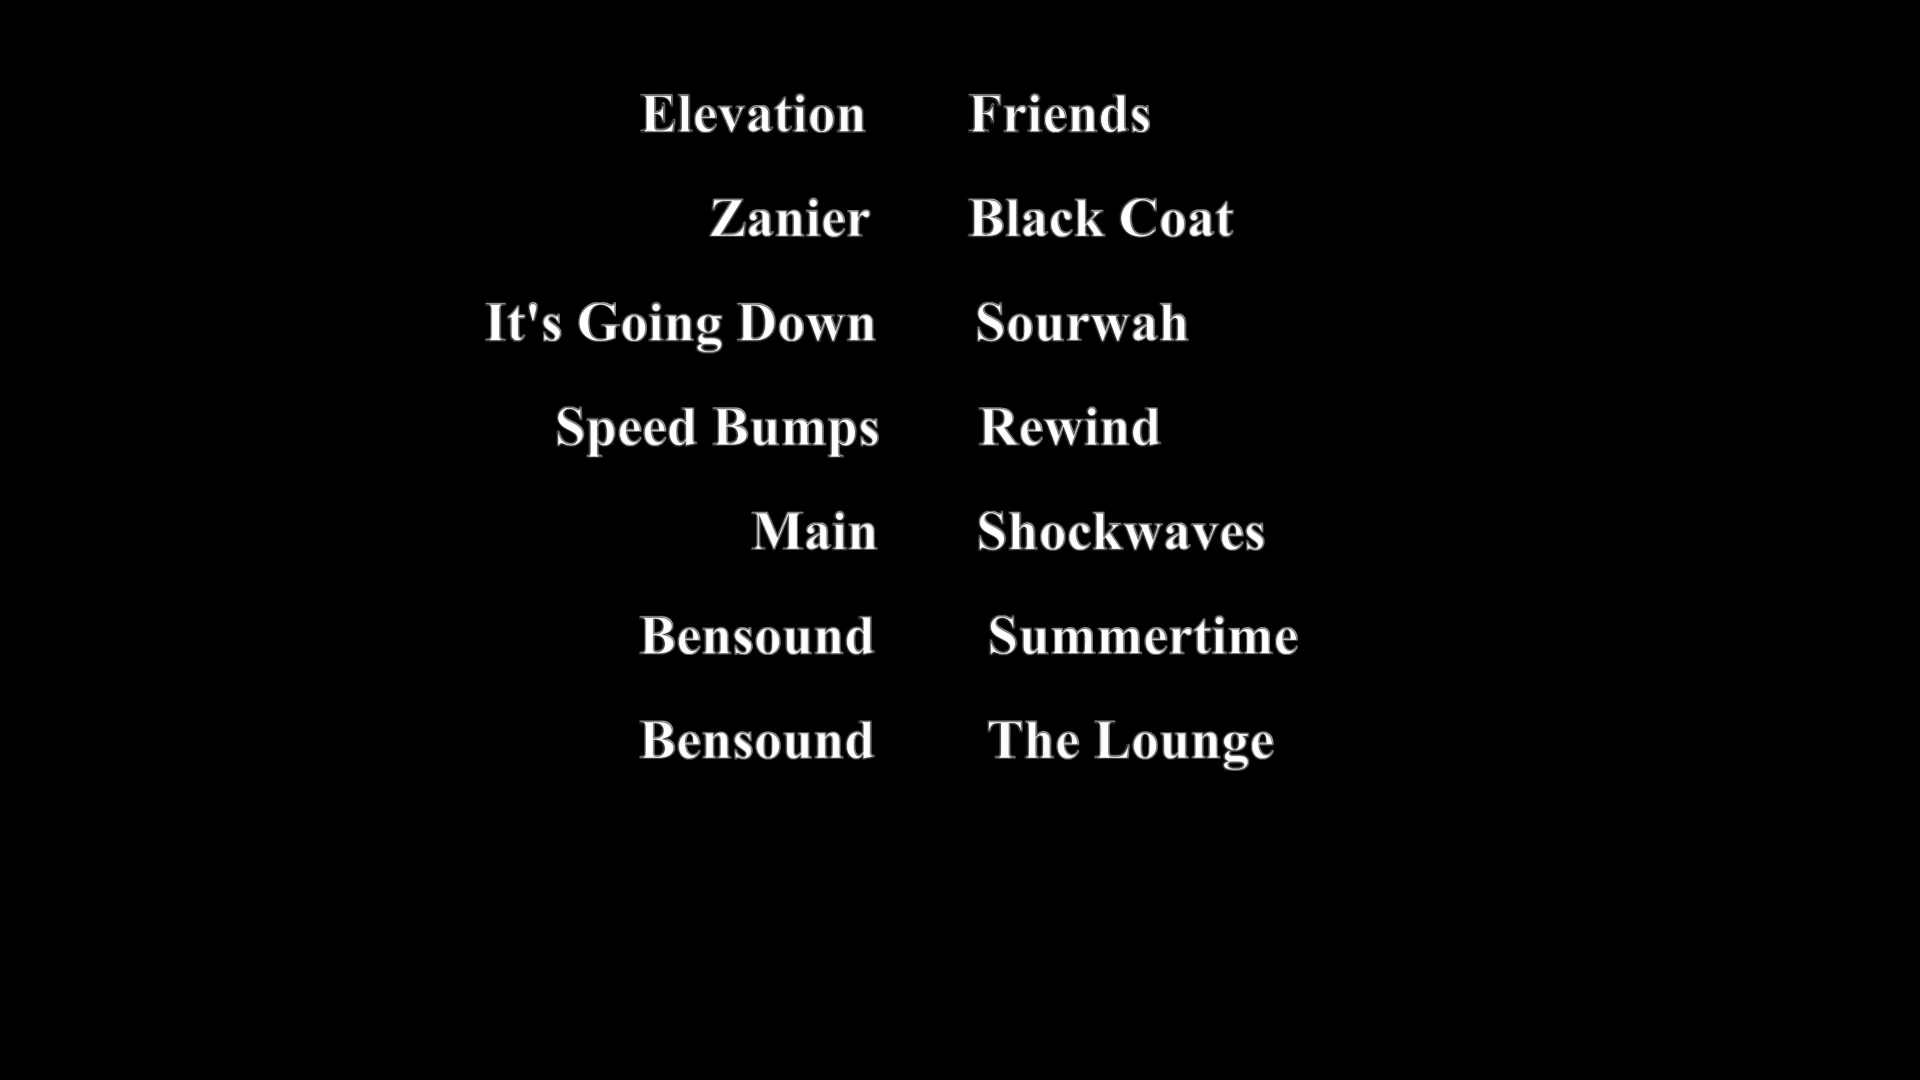 Elevation Friends
Zanier Black Coat
It's Going Down Sourwah
Speed Bumps Rewind
Main Shockwaves
Bensound Summertime
Bensound The Lounge